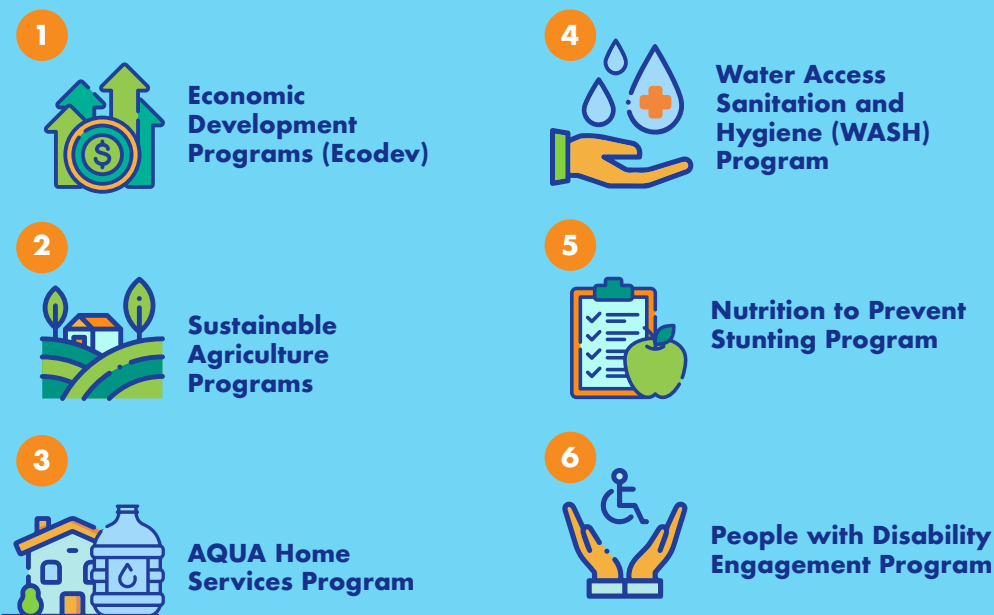 1
Economic
Development
Programs (Ecodev)
2
Sustainable
Agriculture
Programs
3
AQUA Home
Services Program
4
Water Access
Sanitation and
Hygiene (WASH)
Program
5
Nutrition to Prevent
Stunting Program
6
People with Disability
Engagement Program